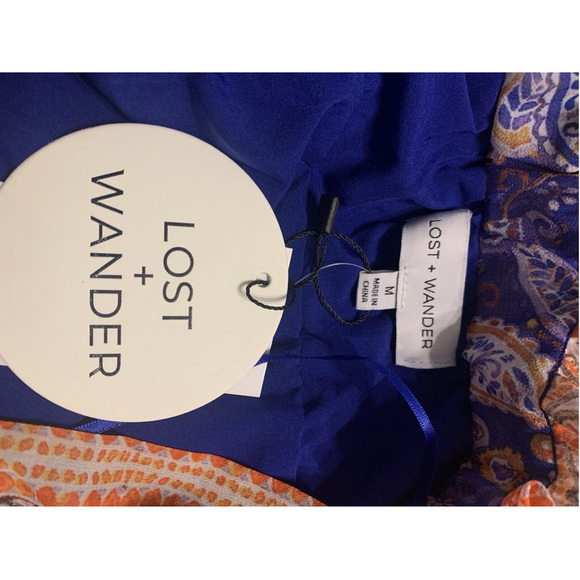 LOST
+
WANDER
LOST + WANDER
M
MADE IN
CHINA